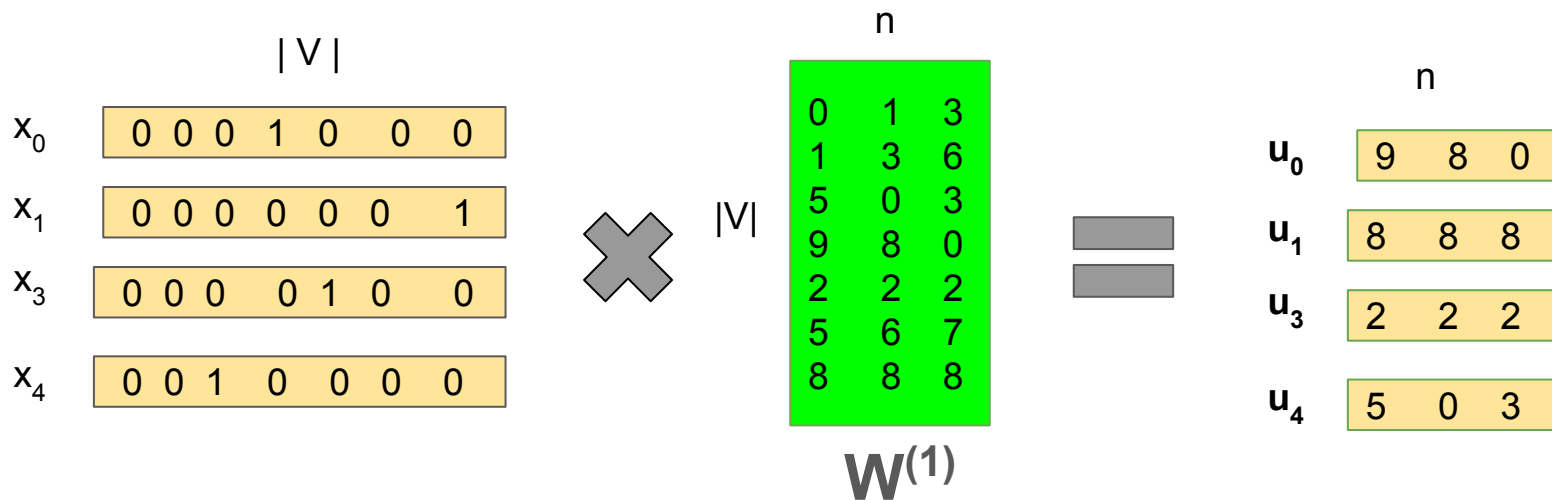 | V |
x₀ 0 0 0 1 0 0 0
x₁ 0 0 0 0 0 0 1
x₃ 0 0 0 0 1 0 0
x₄ 0 0 1 0 0 0 0
n
|V|
0 1 3
1 3 6
5 0 3
9 8 0
2 2 2
5 6 7
8 8 8
W⁽¹⁾
n
u₀ 9 8 0
u₁ 8 8 8
u₃ 2 2 2
u₄ 5 0 3